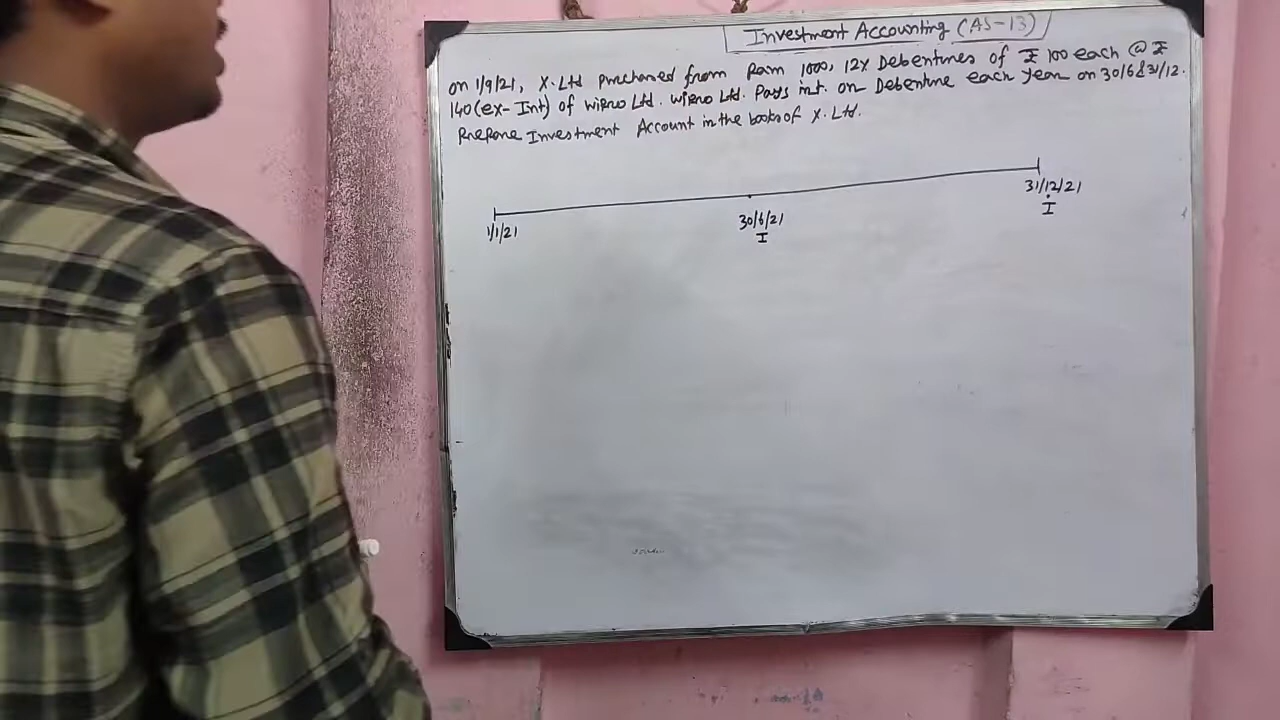 Investment Accounting (AS-13)
on 1/9/21, X.Ltd purchased from Ram 1000, 12% Debentures of ₹ 100 each @ ₹
140 (ex-Int) of Wipro Ltd. Wipro Ltd. Pays int. on Debentine each year on 30/6 & 31/12.
Prepare Investment Account in the books of X.Ltd.
31/12/21
I
30/6/21
I
1/1/21